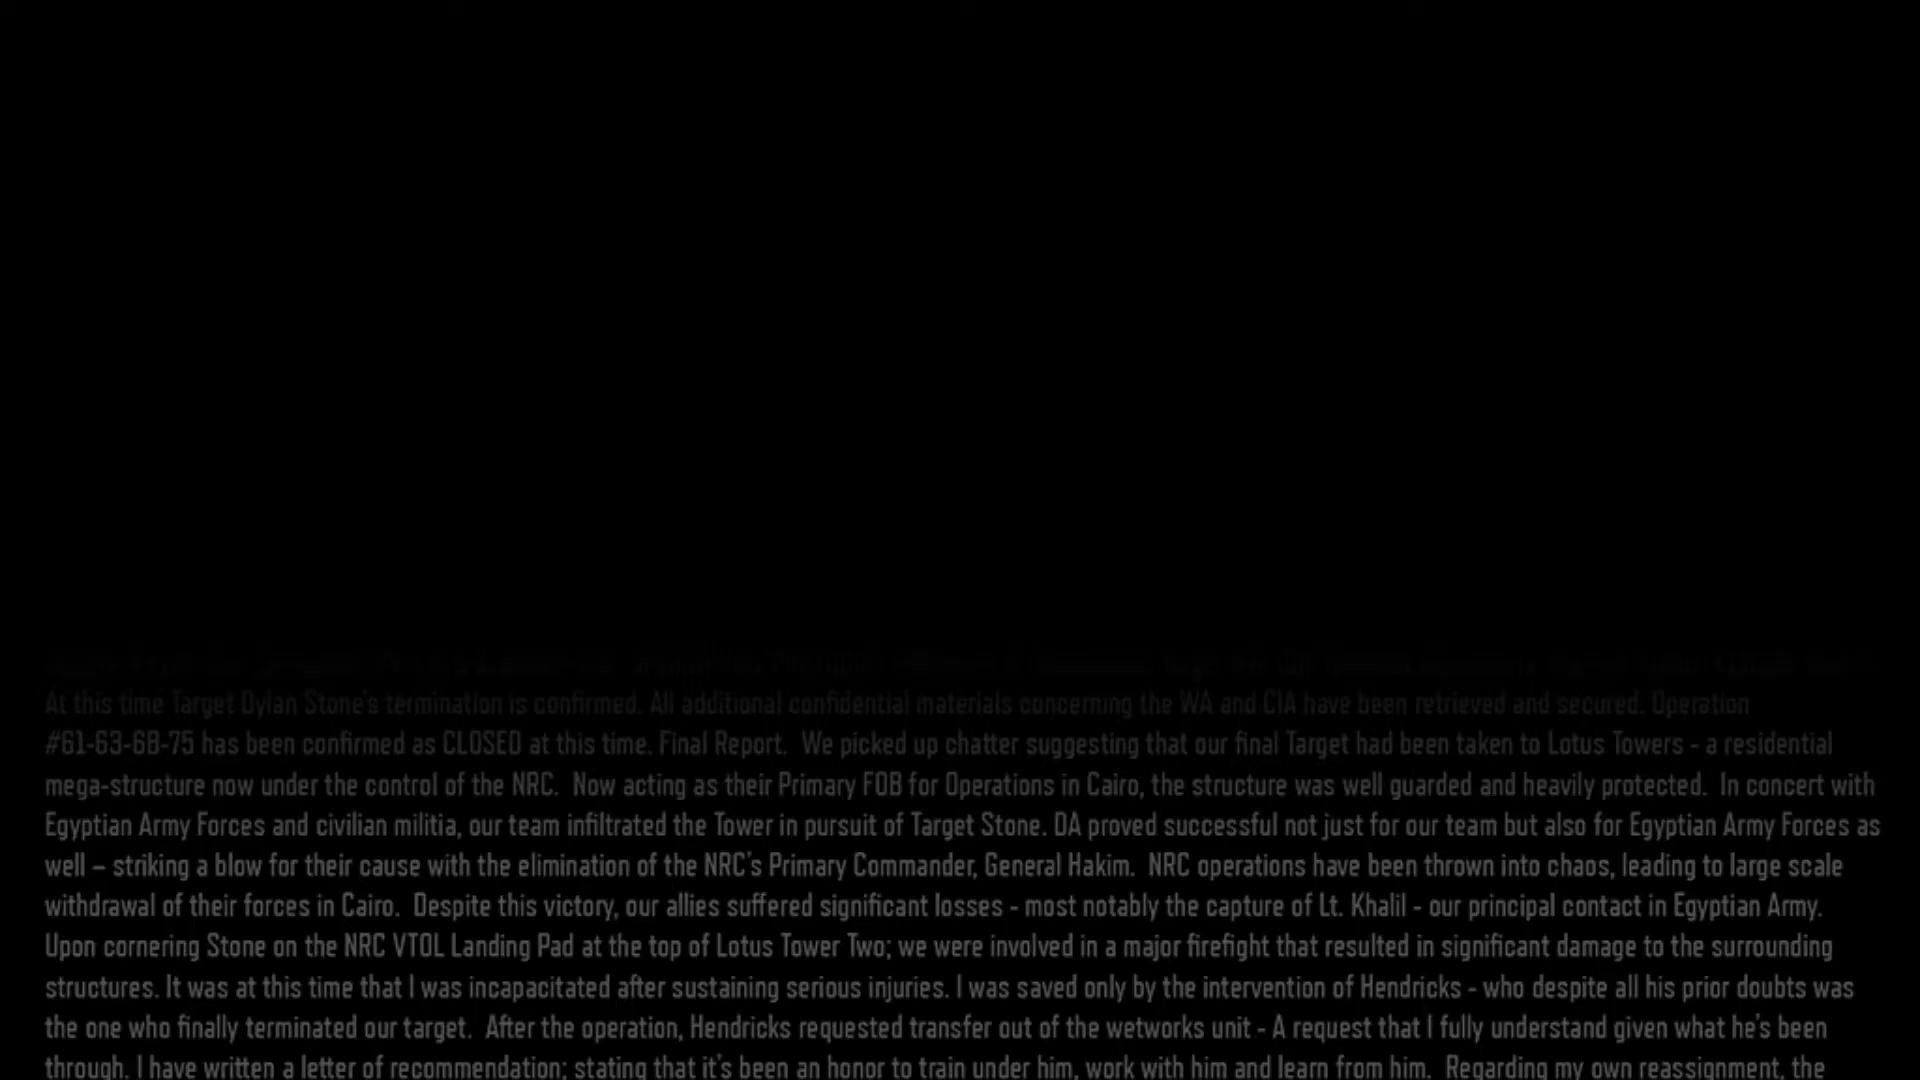 At this time Target Dylan Stone's termination is confirmed. All additional confidential materials concerning the WA and CIA have been retrieved and secured. Operation
#61-63-6B-75 has been confirmed as CLOSED at this time. Final Report.  We picked up chatter suggesting that our final Target had been taken to Lotus Towers - a residential
mega-structure now under the control of the NRC.  Now acting as their Primary FOB for Operations in Cairo, the structure was well guarded and heavily protected.  In concert with
Egyptian Army Forces and civilian militia, our team infiltrated the Tower in pursuit of Target Stone. DA proved successful not just for our team but also for Egyptian Army Forces as
well – striking a blow for their cause with the elimination of the NRC's Primary Commander, General Hakim.  NRC operations have been thrown into chaos, leading to large scale
withdrawal of their forces in Cairo.  Despite this victory, our allies suffered significant losses - most notably the capture of Lt. Khalil - our principal contact in Egyptian Army.
Upon cornering Stone on the NRC VTOL Landing Pad at the top of Lotus Tower Two; we were involved in a major firefight that resulted in significant damage to the surrounding
structures. It was at this time that I was incapacitated after sustaining serious injuries. I was saved only by the intervention of Hendricks - who despite all his prior doubts was
the one who finally terminated our target.  After the operation, Hendricks requested transfer out of the wetworks unit - A request that I fully understand given what he's been
through. I have written a letter of recommendation; stating that it's been an honor to train under him, work with him and learn from him.  Regarding my own reassignment, the